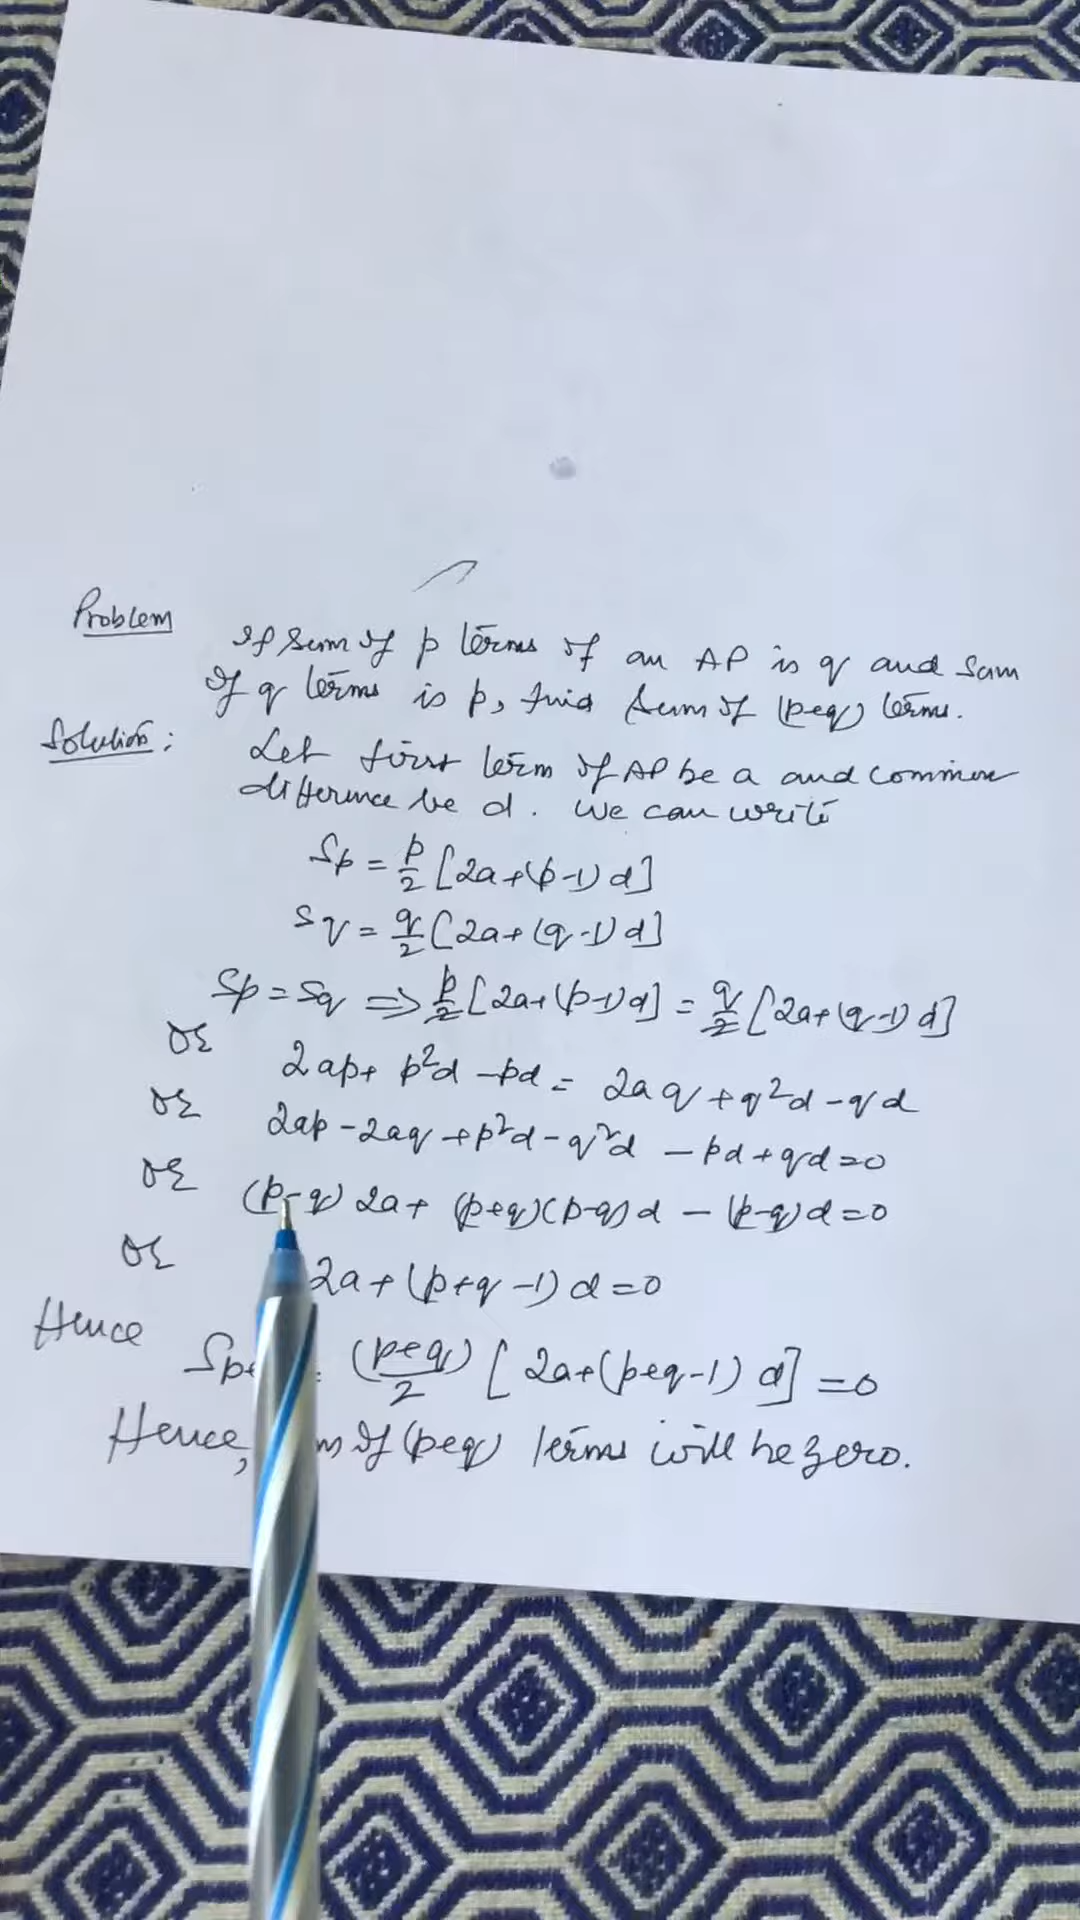 Problem
If Sum of p terms of an AP is q and Sum
of q terms is p, find Sum of (p+q) terms.
Solution: Let first term of AP be a and common
difference be d. We can write
Sp = p/2 [2a+(p-1)d]
Sq = q/2 [2a+(q-1)d]
Sp = Sq ⇒ p/2 [2a+(p-1)d] = q/2 [2a+(q-1)d]
or 2ap + p²d - pd = 2aq + q²d - qd
or 2ap - 2aq + p²d - q²d - pd + qd = 0
or (p-q) 2a + (p+q)(p-q)d - (p-q)d = 0
or 2a + (p+q-1)d = 0
Hence (p+q)/2 [2a+(p+q-1)d] = 0
Hence, of (p+q) terms will be zero.